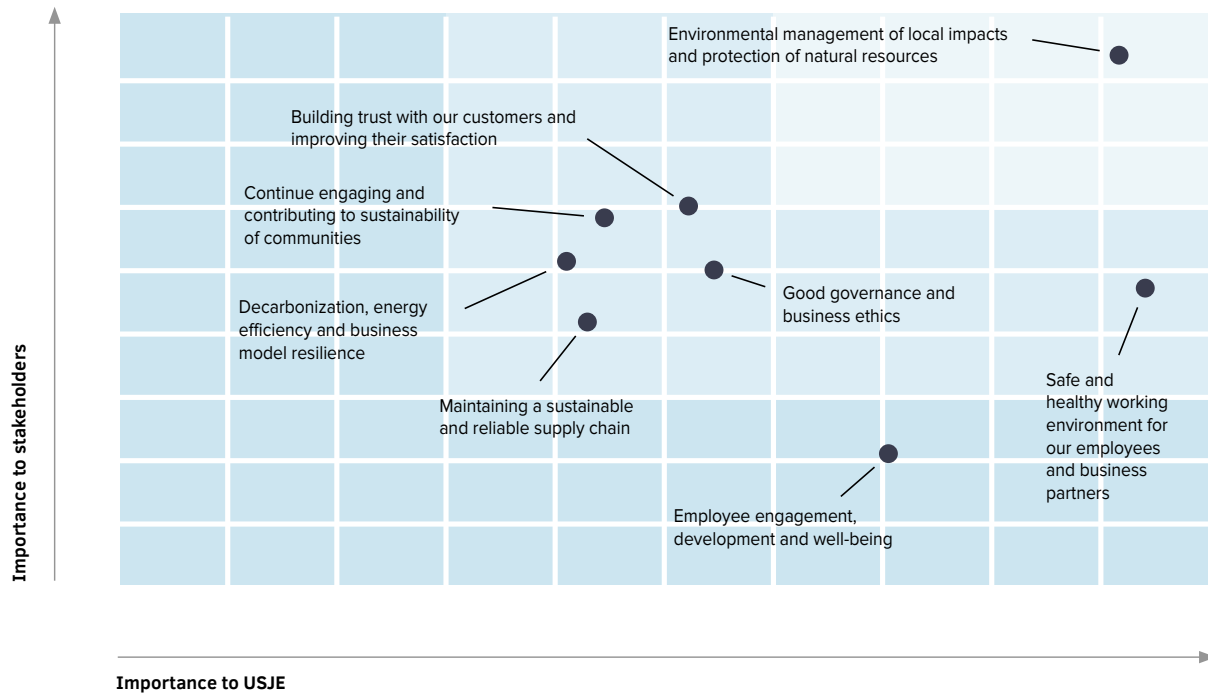 Environmental management of local impacts
and protection of natural resources
Building trust with our customers and
improving their satisfaction
Continue engaging and
contributing to sustainability
of communities
Decarbonization, energy
efficiency and business
model resilience
Good governance and
business ethics
Maintaining a sustainable
and reliable supply chain
Safe and
healthy working
environment for
our employees
and business
partners
Employee engagement,
development and well-being
Importance to stakeholders
Importance to USJE